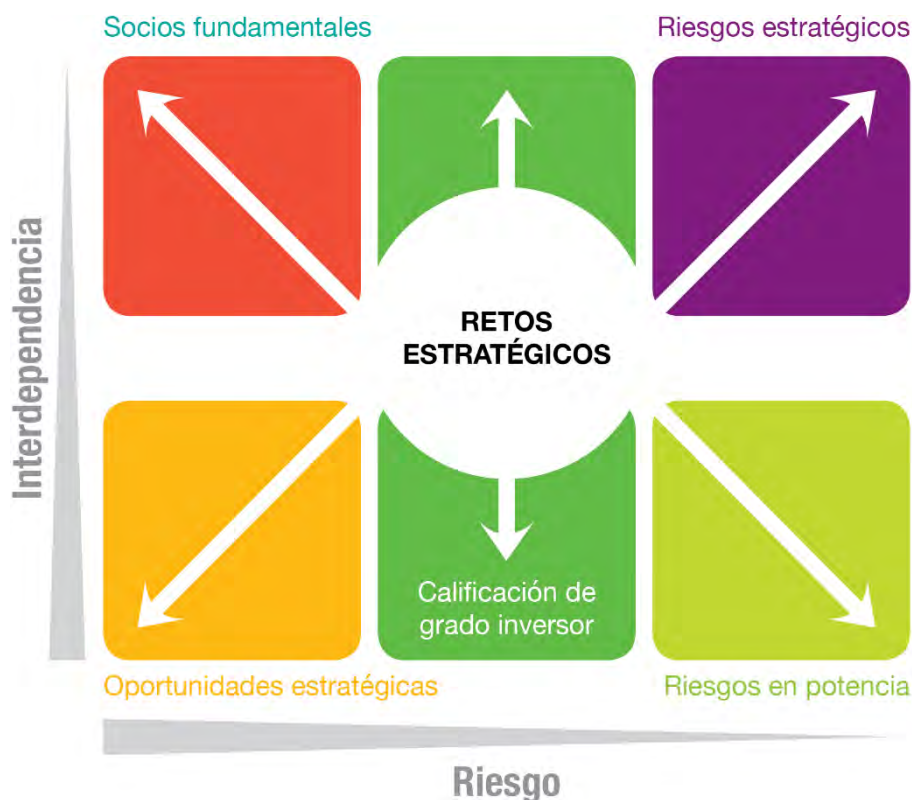 Socios fundamentales
Riesgos estratégicos
Interdependencia
RETOS
ESTRATÉGICOS
Calificación de
grado inversor
Oportunidades estratégicas
Riesgos en potencia
Riesgo